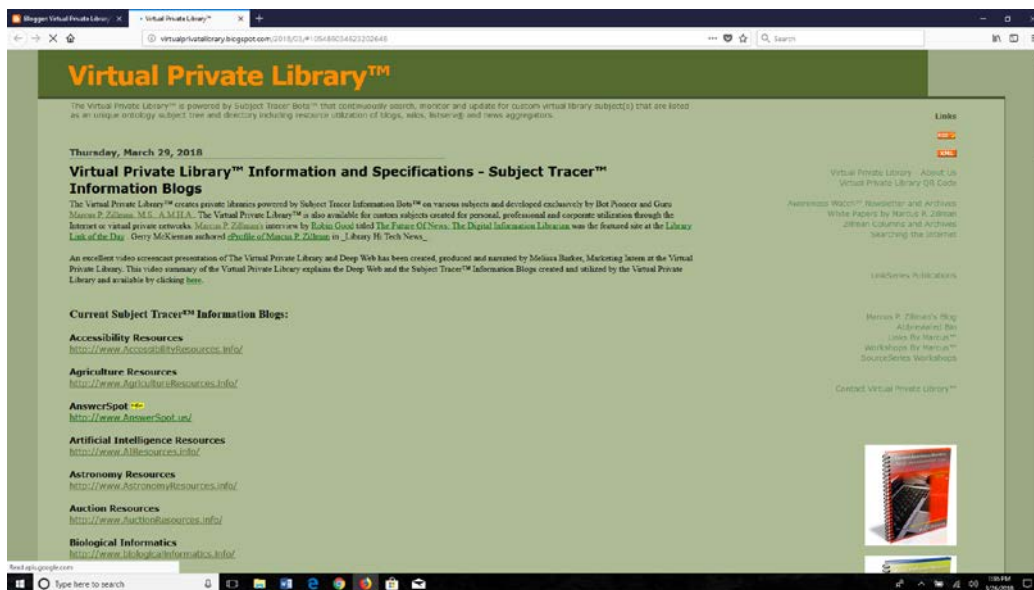 Blogger: Virtual Private Library
Virtual Private Library™
virtualprivatelibrary.blogspot.com/2018/03/#
Search
Virtual Private Library™
The Virtual Private Library™ is powered by Subject Tracer Bots™ that continuously search, monitor and update for custom virtual library subject(s) that are listed
as an unique ontology subject tree and directory including resource utilization of blogs, wikis, listservs® and news aggregators.
Thursday, March 29, 2018
Virtual Private Library™ Information and Specifications - Subject Tracer™
Information Blogs
The Virtual Private Library™ creates private libraries powered by Subject Tracer Information Bots™ on various subjects and developed exclusively by Bot Pioneer and Guru
Marcus P. Zillman, M.S., A.M.H.A.. The Virtual Private Library™ is also available for custom subjects created for personal, professional and corporate utilization through the
Internet or virtual private networks. Marcus P. Zillman's interview by Robin Good titled The Future Of News: The Digital Information Librarian was the featured site at the Library
Link of the Day. Gerry McKiernan authored eProfile of Marcus P. Zillman in _Library Hi Tech News_
An excellent video screencast presentation of The Virtual Private Library and Deep Web has been created, produced and narrated by Melissa Barker, Marketing Intern at the Virtual
Private Library. This video summary of the Virtual Private Library explains the Deep Web and the Subject Tracer™ Information Blogs created and utilized by the Virtual Private
Library and available by clicking here.
Current Subject Tracer™ Information Blogs:
Accessibility Resources
http://www.AccessibilityResources.info/
Agriculture Resources
http://www.AgricultureResources.info/
AnswerSpot
http://www.AnswerSpot.us/
Artificial Intelligence Resources
http://www.AIResources.info/
Astronomy Resources
http://www.AstronomyResources.info/
Auction Resources
http://www.AuctionResources.info/
Biological Informatics
http://www.biologicalinformatics.info/
Links
XML
Virtual Private Library - About Us
Virtual Private Library QR Code
Awareness Watch™ Newsletter and Archives
White Papers by Marcus P. Zillman
Zillman Columns and Archives
Searching the Internet
LinkSeries Publications
Marcus P. Zillman's Blog
Abbreviated Bio
Links By Marcus™
Workshops By Marcus™
SourceSeries Workshops
Contact Virtual Private Library™
Read apis.google.com
Type here to search
1:36 PM
5/26/2018